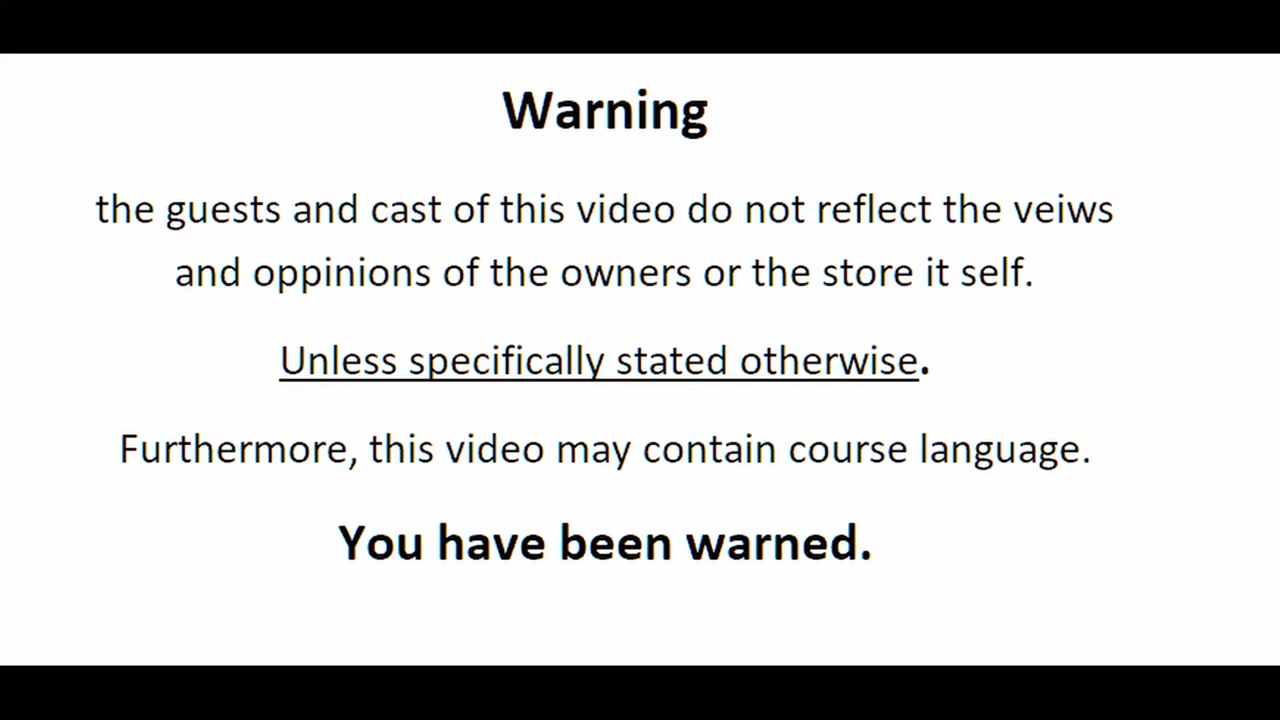 Warning
the guests and cast of this video do not reflect the veiws
and oppinions of the owners or the store it self.
Unless specifically stated otherwise.
Furthermore, this video may contain course language.
You have been warned.